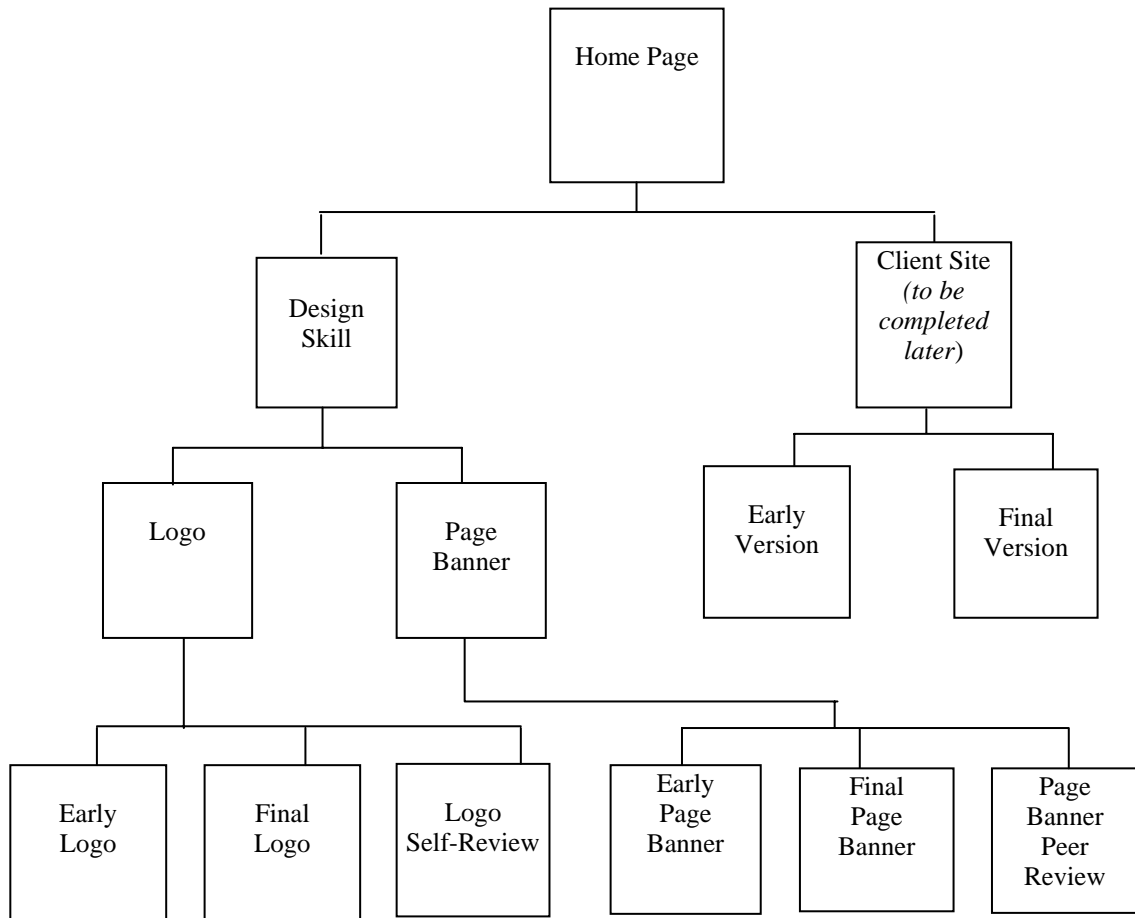 Home Page
Design
Skill
Client Site
(to be
completed
later)
Logo
Page
Banner
Early
Version
Final
Version
Early
Logo
Final
Logo
Logo
Self-Review
Early
Page
Banner
Final
Page
Banner
Page
Banner
Peer
Review